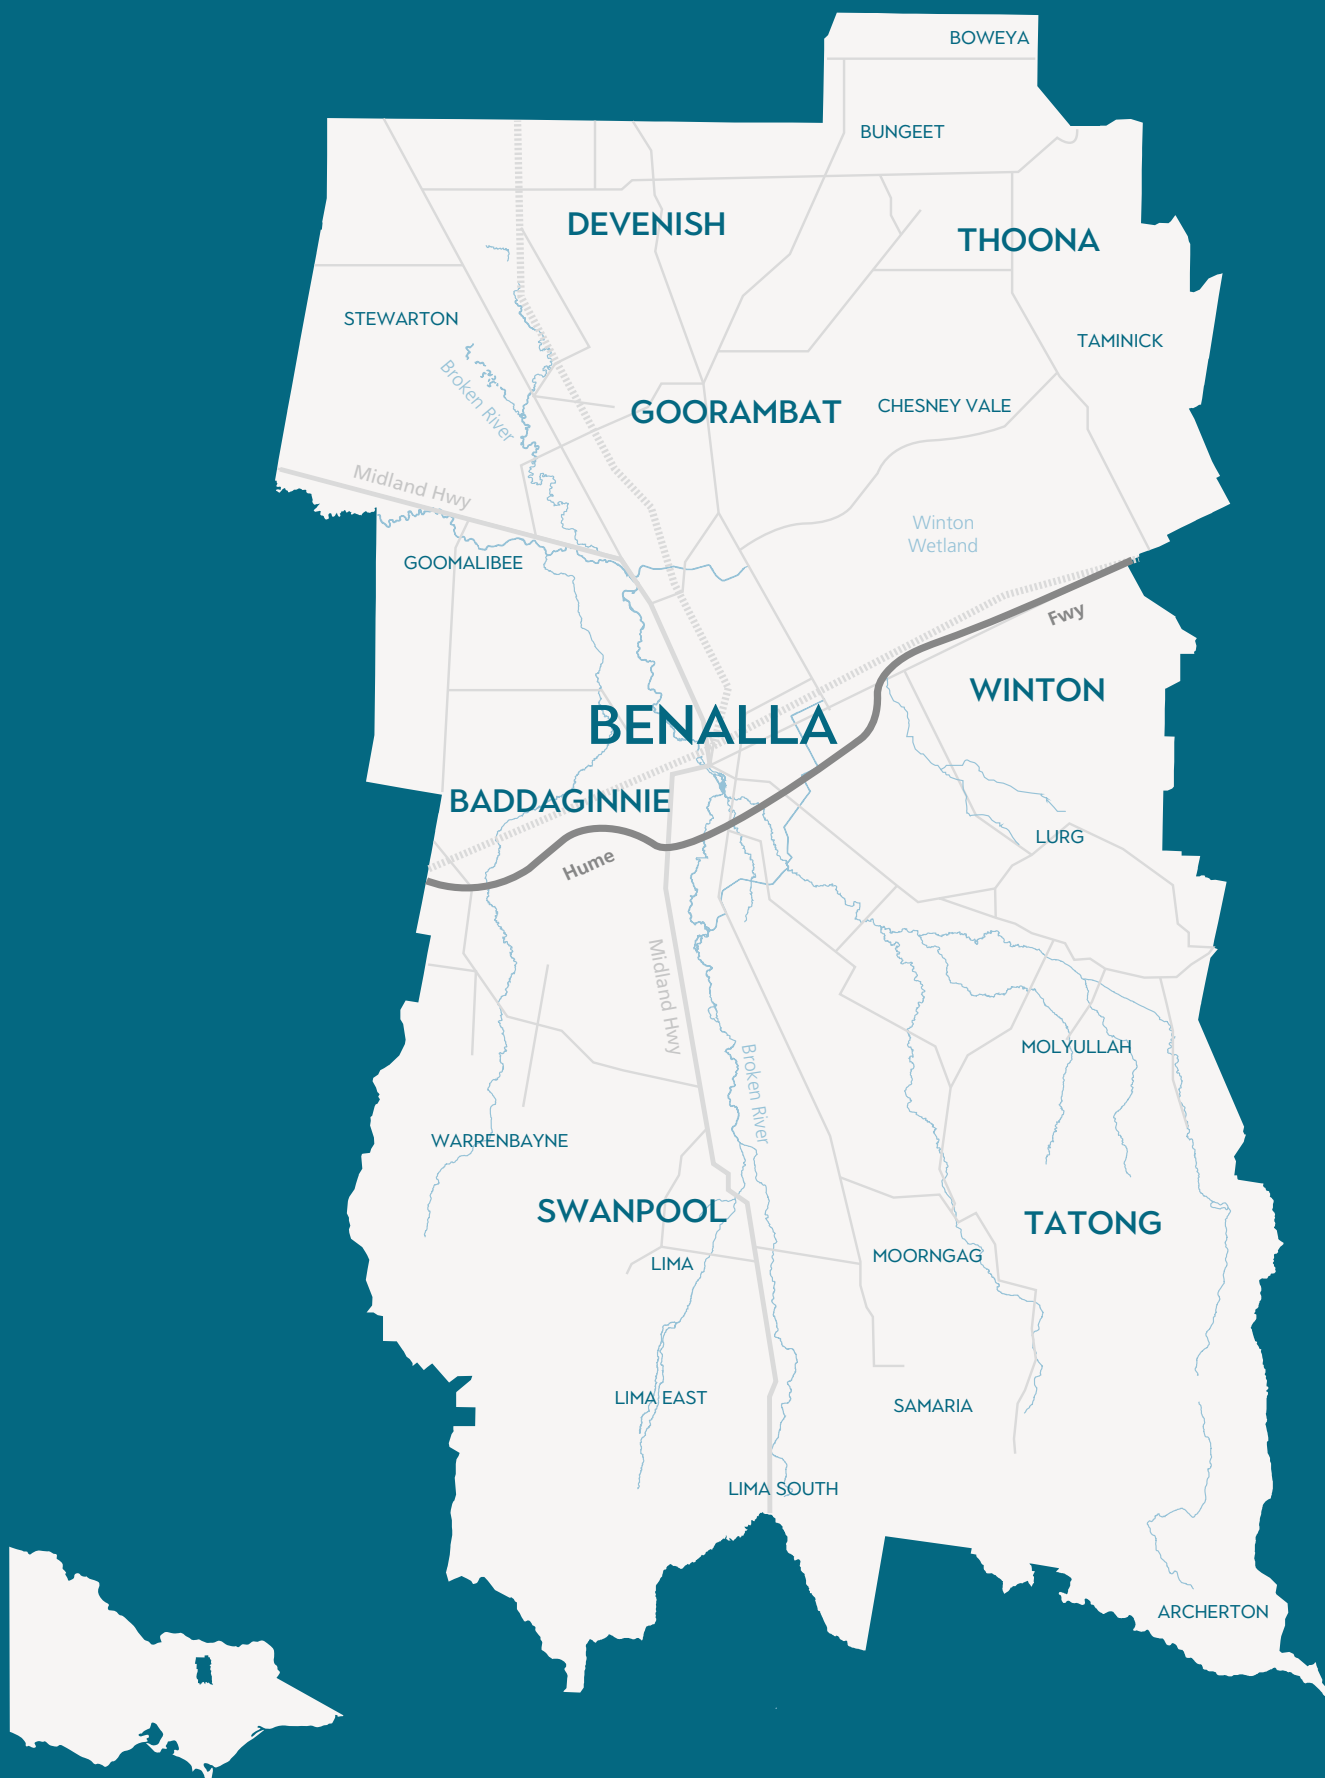 BOWEYA
BUNGEET
DEVENISH
THOONA
STEWARTON
TAMINICK
Broken River
GOORAMBAT
CHESNEY VALE
Midland Hwy
Winton
Wetland
GOOMALIBEE
Fwy
WINTON
BENALLA
BADDAGINNIE
LURG
Hume
Midland Hwy
MOLYULLAH
Broken River
WARRENBAYNE
SWANPOOL
TATONG
MOORNGAG
LIMA
LIMA EAST
SAMARIA
LIMA SOUTH
ARCHERTON